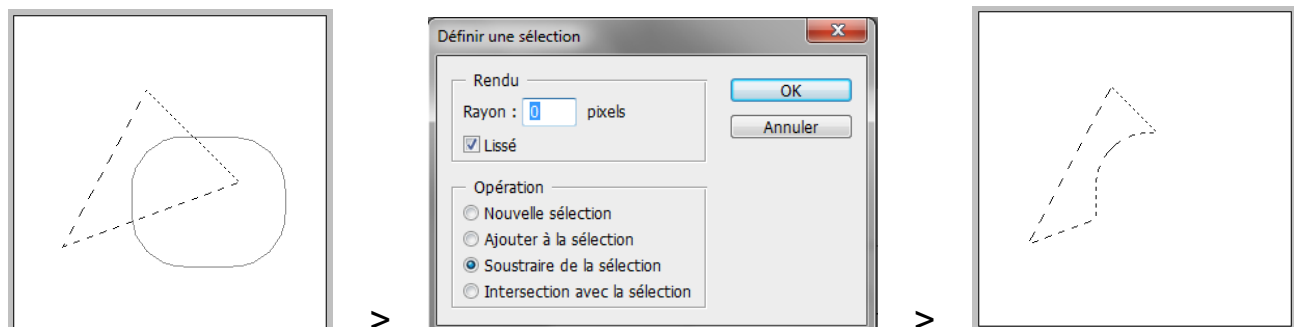 Définir une sélection
Rendu
Rayon : 0 pixels
Lissé
OK
Annuler
Opération
Nouvelle sélection
Ajouter à la sélection
Soustraire de la sélection
Intersection avec la sélection
> >